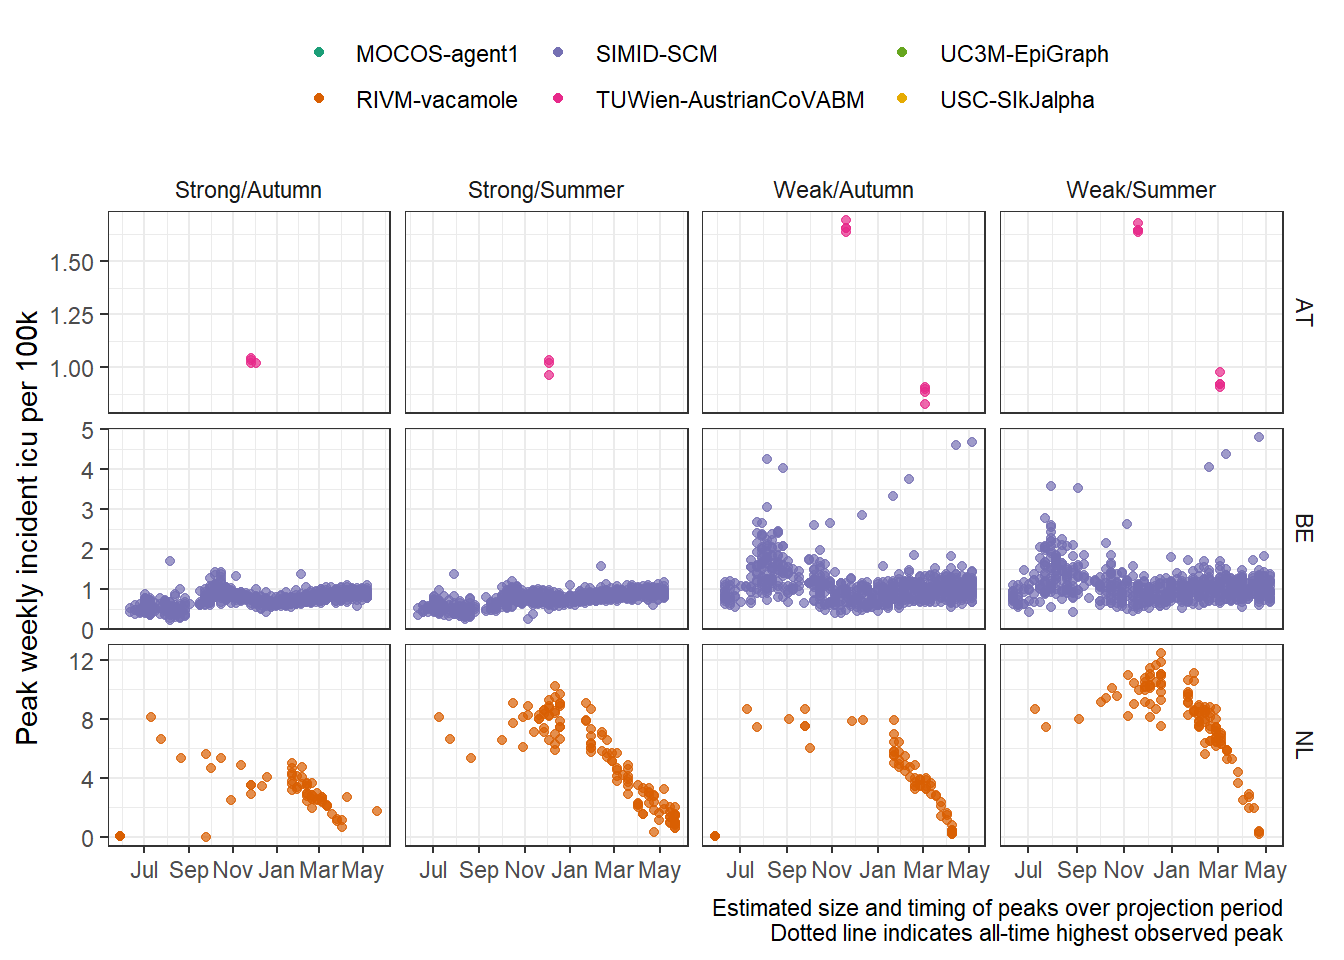 MOCOS-agent1 SIMID-SCM UC3M-EpiGraph
RIVM-vacamole TUWien-AustrianCoVABM USC-SIkJalpha
Strong/Autumn Strong/Summer Weak/Autumn Weak/Summer
Peak weekly incident icu per 100k
1.50
1.25
1.00
AT
5
4
3
2
1
0
BE
12
8
4
0
NL
Jul Sep Nov Jan Mar May Jul Sep Nov Jan Mar May Jul Sep Nov Jan Mar May Jul Sep Nov Jan Mar May
Estimated size and timing of peaks over projection period
Dotted line indicates all-time highest observed peak